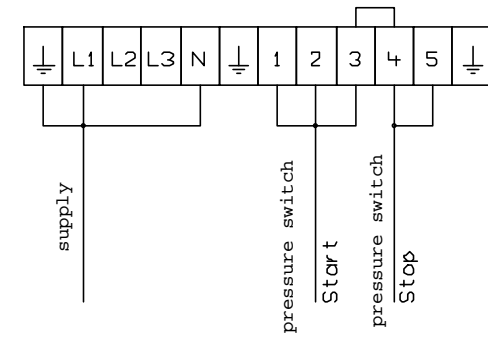 L1 L2 L3 N 1 2 3 4 5
supply
pressure switch
Start
pressure switch
Stop